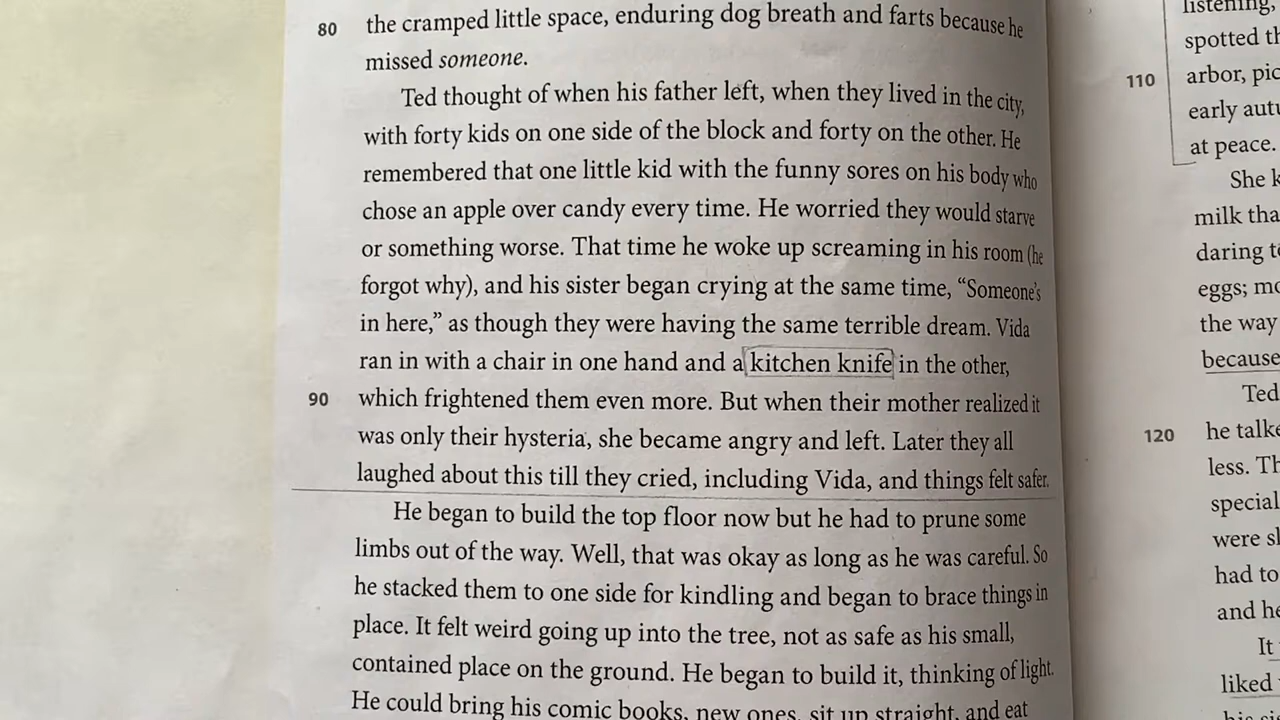 80 the cramped little space, enduring dog breath and farts because he
missed someone.
Ted thought of when his father left, when they lived in the city,
with forty kids on one side of the block and forty on the other. He
remembered that one little kid with the funny sores on his body who
chose an apple over candy every time. He worried they would starve
or something worse. That time he woke up screaming in his room (he
forgot why), and his sister began crying at the same time, “Someone’s
in here,” as though they were having the same terrible dream. Vida
ran in with a chair in one hand and a kitchen knife in the other,
90 which frightened them even more. But when their mother realized it
was only their hysteria, she became angry and left. Later they all
laughed about this till they cried, including Vida, and things felt safer.
He began to build the top floor now but he had to prune some
limbs out of the way. Well, that was okay as long as he was careful. So
he stacked them to one side for kindling and began to brace things in
place. It felt weird going up into the tree, not as safe as his small,
contained place on the ground. He began to build it, thinking of light.
He could bring his comic books, new ones, sit up straight, and eat
listening,
spotted
110 arbor,
early
at peace.
She
milk
daring
eggs;
the way
because
Ted
120 he
less.
special
were
had to
and
It
liked